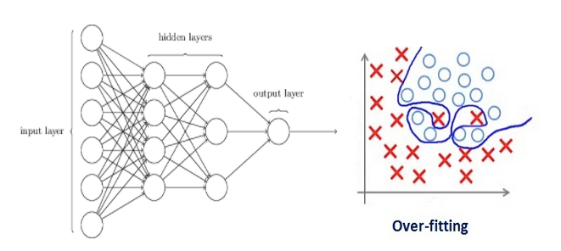 hidden layers
output layer
input layer
Over-fitting